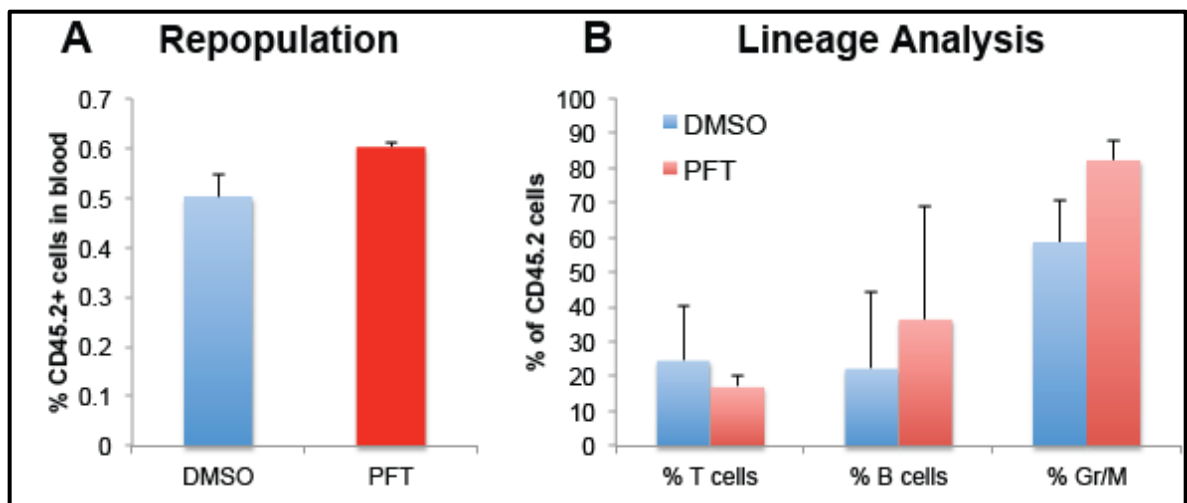 A Repopulation
% CD45.2+ cells in blood
0.7
0.6
0.5
0.4
0.3
0.2
0.1
0
DMSO PFT
B Lineage Analysis
% of CD45.2 cells
100
90
80
70
60
50
40
30
20
10
0
DMSO
PFT
% T cells % B cells % Gr/M